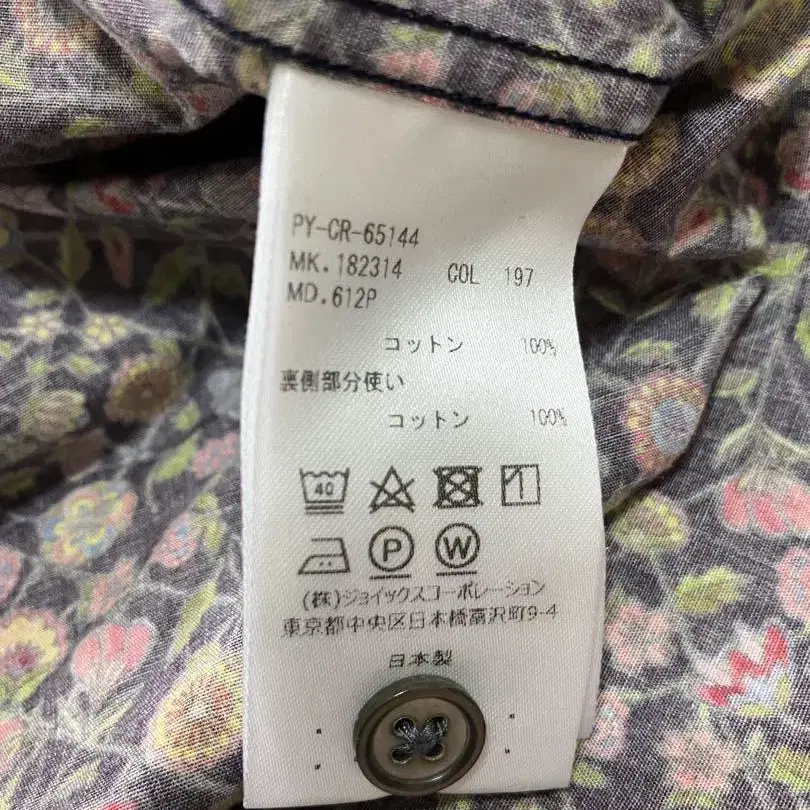 PY-CR-65144
MK.182314 COL 197
MD.612P
コットン 100%
裏側部分使い
コットン 100%
40
P W
(株)ジョイックスコーポレーション
東京都中央区日本橋富沢町9-4
日本製